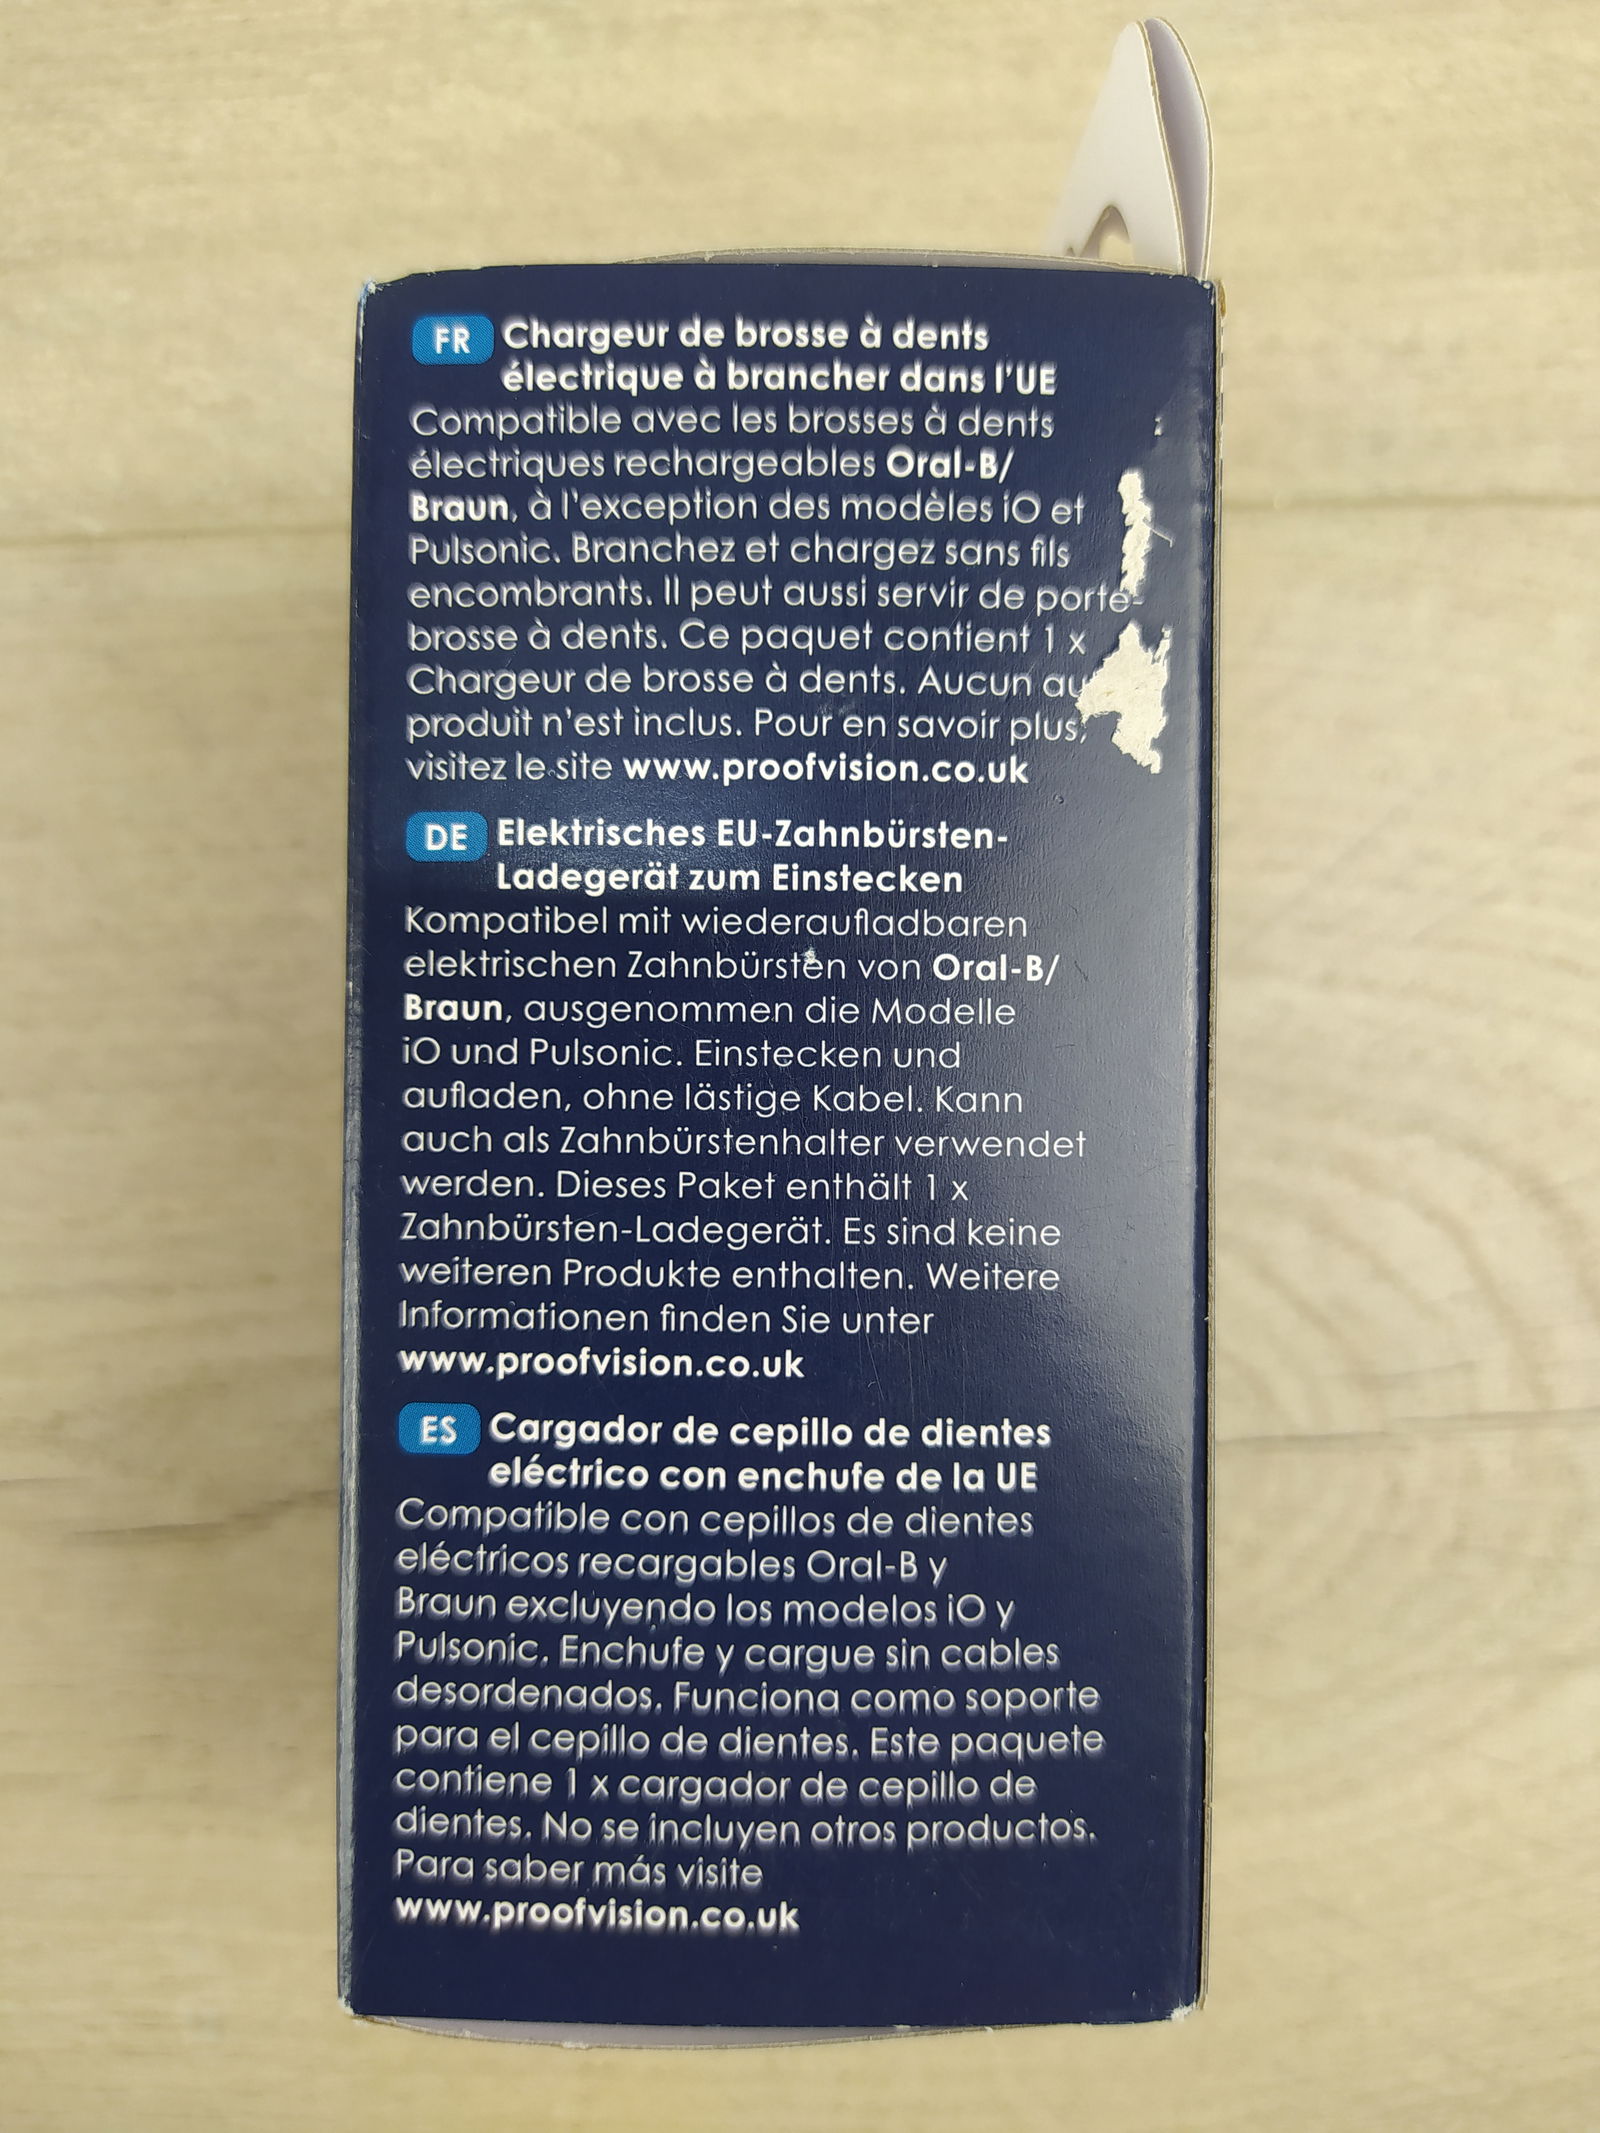 FR Chargeur de brosse à dents
électrique à brancher dans l'UE
Compatible avec les brosses à dents
électriques rechargeables Oral-B/
Braun, à l'exception des modèles iO et
Pulsonic. Branchez et chargez sans fils
encombrants. Il peut aussi servir de porte-
brosse à dents. Ce paquet contient 1 x
Chargeur de brosse à dents. Aucun
produit n'est inclus. Pour en savoir plus,
visitez le site www.proofvision.co.uk
DE Elektrisches EU-Zahnbürsten-
Ladegerät zum Einstecken
Kompatibel mit wiederaufladbaren
elektrischen Zahnbürsten von Oral-B/
Braun, ausgenommen die Modelle
iO und Pulsonic. Einstecken und
aufladen, ohne lästige Kabel. Kann
auch als Zahnbürstenhalter verwendet
werden. Dieses Paket enthält 1 x
Zahnbürsten-Ladegerät. Es sind keine
weiteren Produkte enthalten. Weitere
Informationen finden Sie unter
www.proofvision.co.uk
ES Cargador de cepillo de dientes
eléctrico con enchufe de la UE
Compatible con cepillos de dientes
eléctricos recargables Oral-B y
Braun excluyendo los modelos iO y
Pulsonic. Enchufe y cargue sin cables
desordenados. Funciona como soporte
para el cepillo de dientes. Este paquete
contiene 1 x cargador de cepillo de
dientes. No se incluyen otros productos.
Para saber más visite
www.proofvision.co.uk